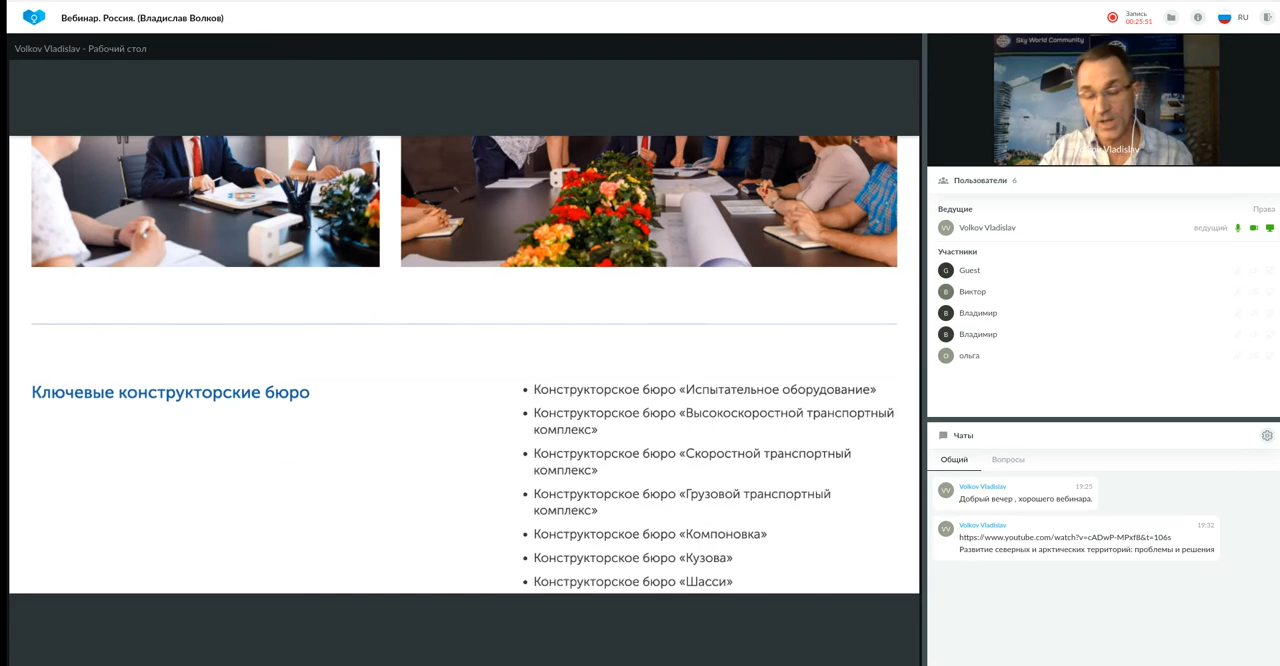 Вебинар. Россия. (Владислав Волков)
Запись
00:25:51
RU
Volkov Vladislav - Рабочий стол
Sky World Community
Vladislav
Пользователи 6
Ведущие Права
VV Volkov Vladislav ведущий
Участники
G Guest
В Виктор
В Владимир
В Владимир
О ольга
Ключевые конструкторские бюро
• Конструкторское бюро «Испытательное оборудование»
• Конструкторское бюро «Высокоскоростной транспортный
комплекс»
• Конструкторское бюро «Скоростной транспортный
комплекс»
• Конструкторское бюро «Грузовой транспортный
комплекс»
• Конструкторское бюро «Компоновка»
• Конструкторское бюро «Кузова»
• Конструкторское бюро «Шасси»
Чаты
Общий Вопросы
VV Volkov Vladislav 19:25
Добрый вечер , хорошего вебинара.
VV Volkov Vladislav 19:32
https://www.youtube.com/watch?v=cADwP-MPxf8&t=106s
Развитие северных и арктических территорий: проблемы и решения